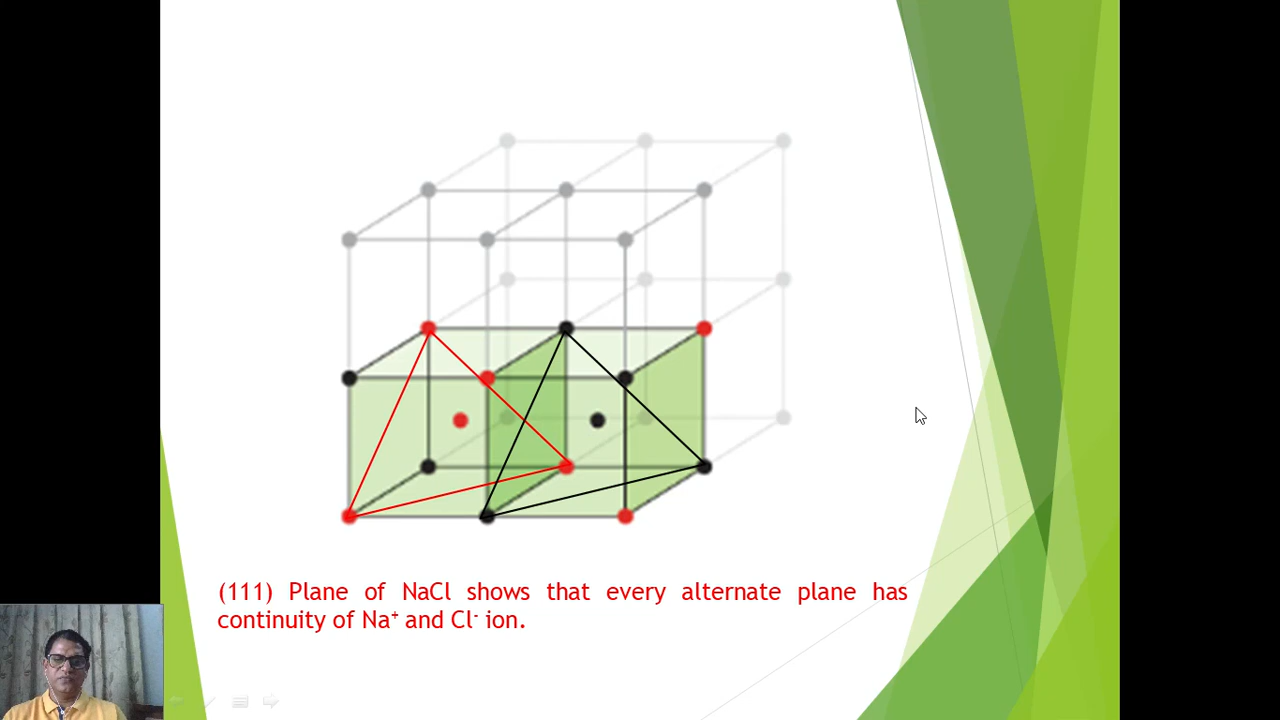 (111) Plane of NaCl shows that every alternate plane has
continuity of Na⁺ and Cl⁻ ion.